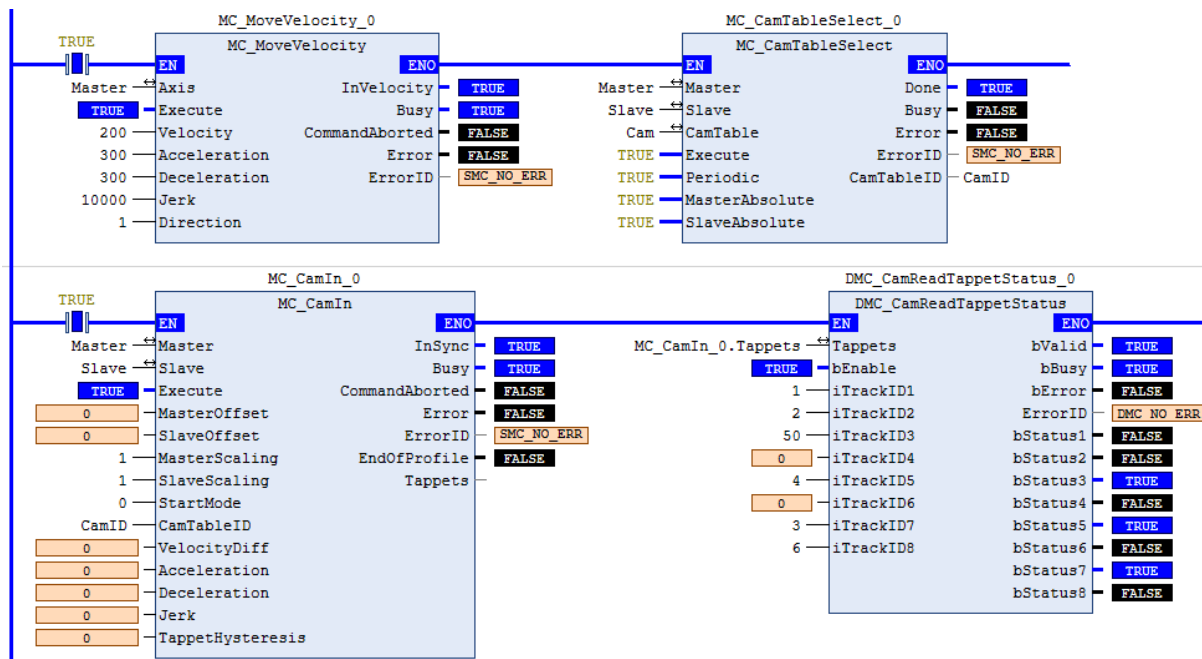 MC_MoveVelocity_0 MC_CamTableSelect_0
TRUE MC_MoveVelocity MC_CamTableSelect
EN ENO EN ENO
Master Axis InVelocity TRUE Master Master Done TRUE
TRUE Execute Busy TRUE Slave Slave Busy FALSE
200 Velocity CommandAborted FALSE Cam CamTable Error FALSE
300 Acceleration Error FALSE TRUE Execute ErrorID SMC_NO_ERR
300 Deceleration ErrorID SMC_NO_ERR TRUE Periodic CamTableID CamID
10000 Jerk TRUE MasterAbsolute
1 Direction TRUE SlaveAbsolute
MC_CamIn_0 DMC_CamReadTappetStatus_0
TRUE MC_CamIn DMC_CamReadTappetStatus
EN ENO EN ENO
Master Master InSync TRUE MC_CamIn_0.Tappets Tappets bValid TRUE
Slave Slave Busy TRUE TRUE bEnable bBusy TRUE
TRUE Execute CommandAborted FALSE 1 iTrackID1 bError FALSE
0 MasterOffset Error FALSE 2 iTrackID2 ErrorID DMC_NO_ERR
0 SlaveOffset ErrorID SMC_NO_ERR 50 iTrackID3 bStatus1 FALSE
1 MasterScaling EndOfProfile FALSE 0 iTrackID4 bStatus2 FALSE
1 SlaveScaling Tappets 4 iTrackID5 bStatus3 TRUE
0 StartMode 0 iTrackID6 bStatus4 FALSE
CamID CamTableID 3 iTrackID7 bStatus5 TRUE
0 VelocityDiff 6 iTrackID8 bStatus6 FALSE
0 Acceleration bStatus7 TRUE
0 Deceleration bStatus8 FALSE
0 Jerk
0 TappetHysteresis